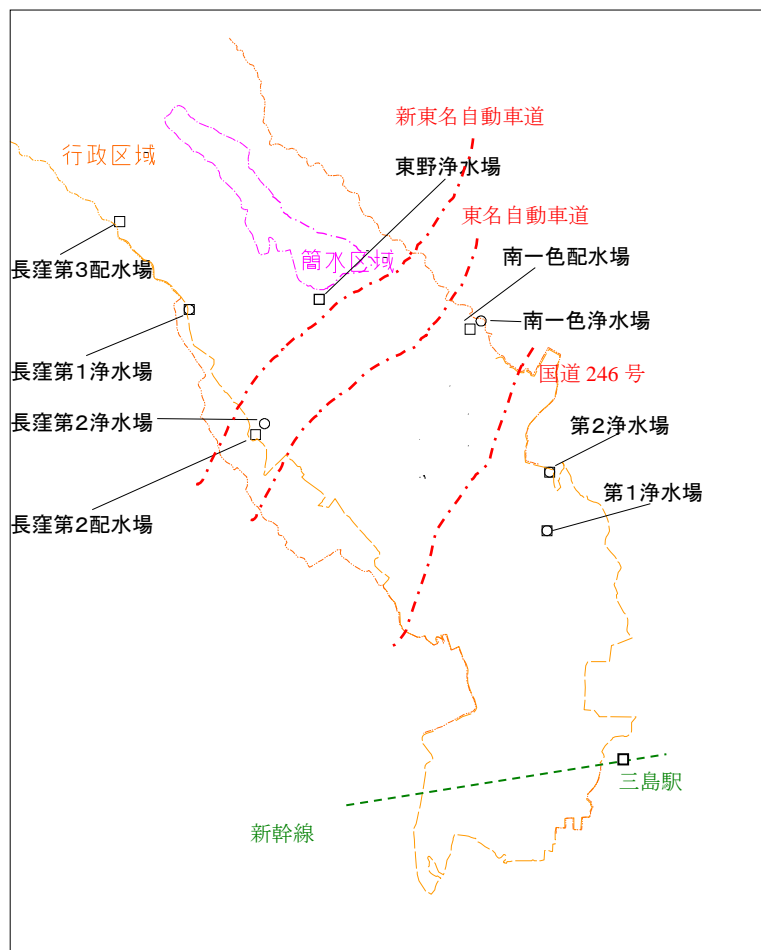 新東名自動車道
行政区域
東野浄水場
東名自動車道
簡水区域
南一色配水場
長窪第3配水場
南一色浄水場
長窪第1浄水場
国道 246 号
長窪第2浄水場
第2浄水場
第1浄水場
長窪第2配水場
三島駅
新幹線